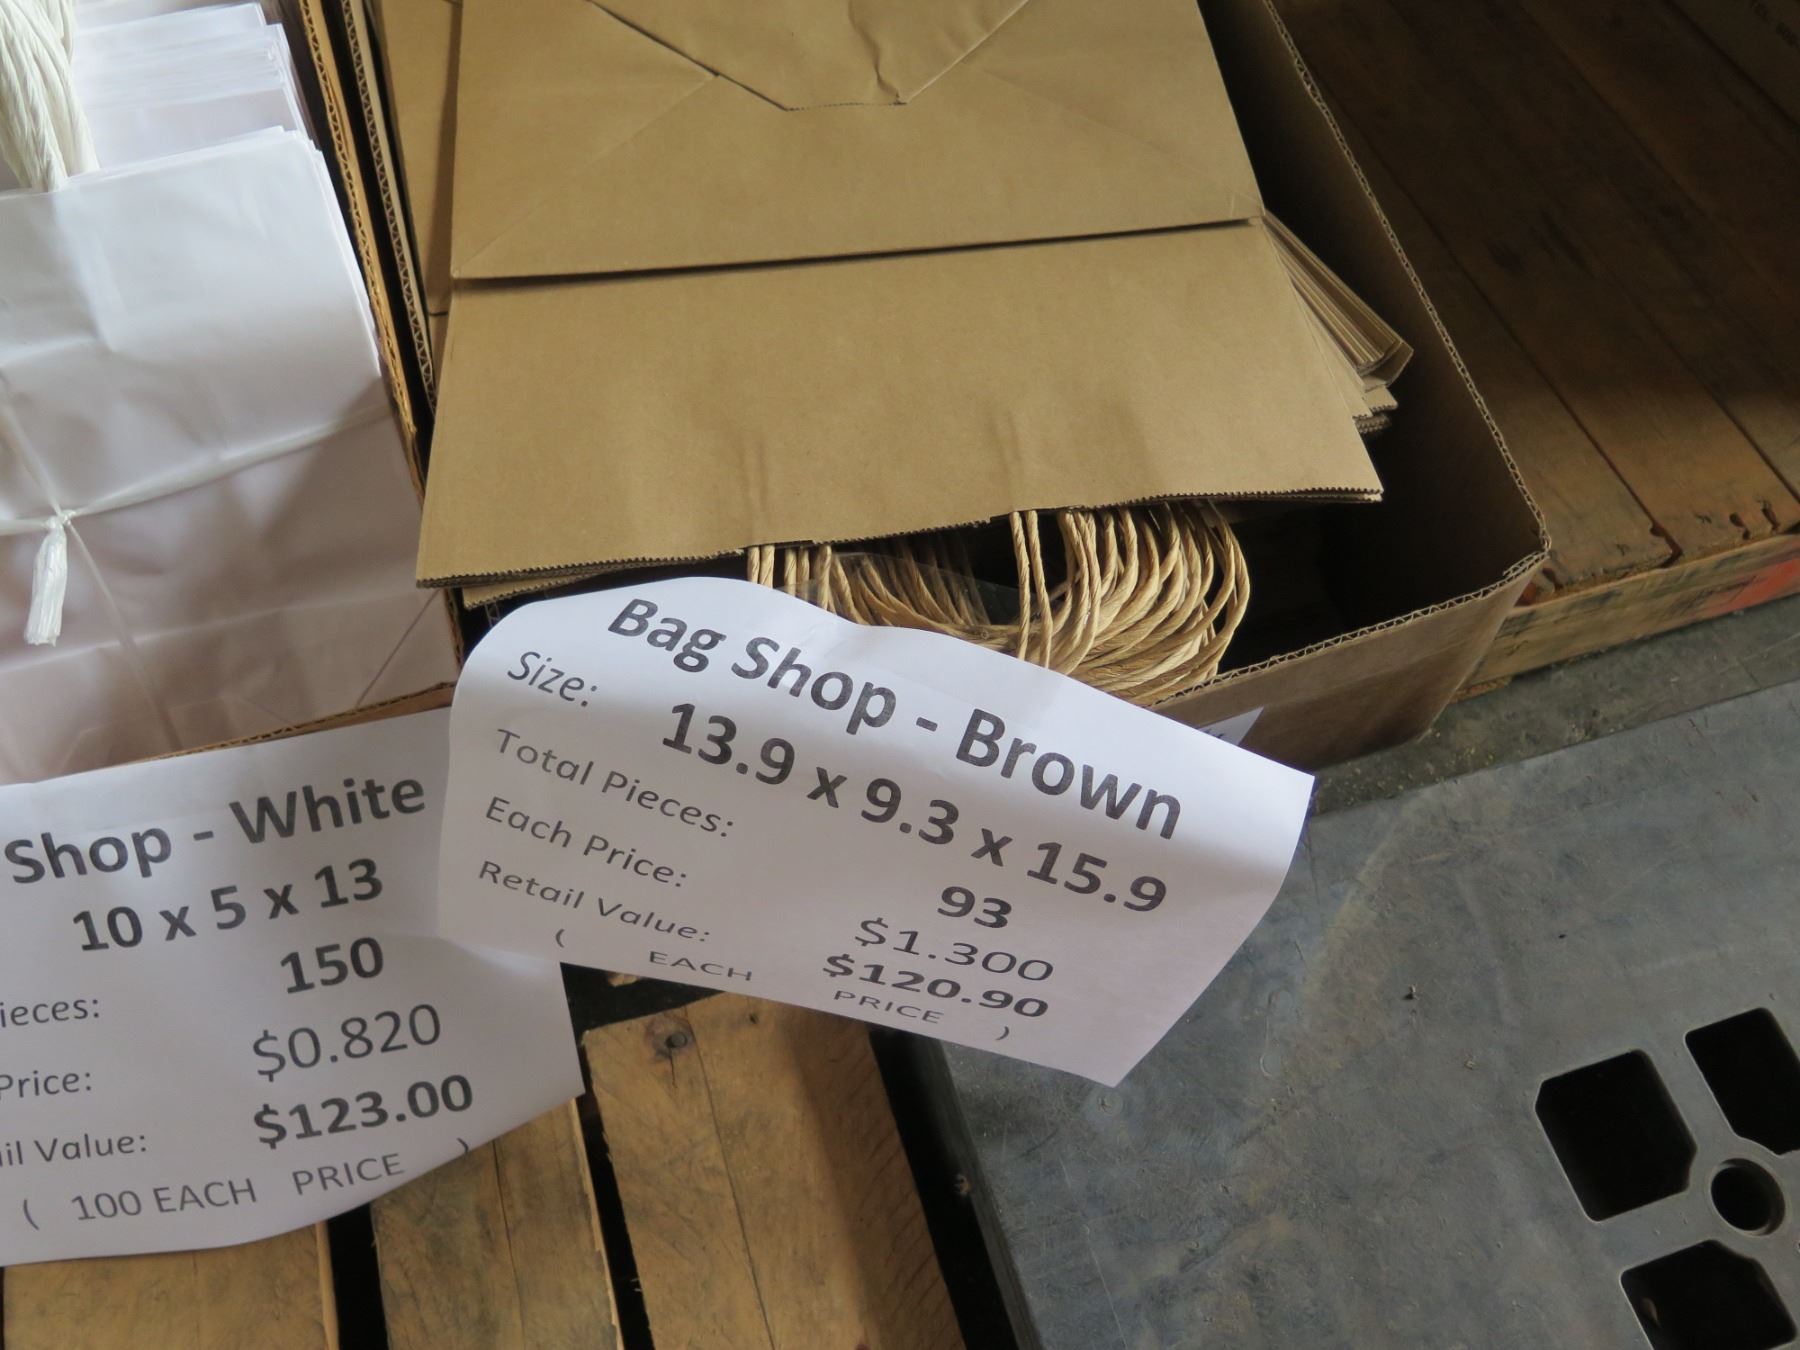 Bag Shop - Brown
Size: 13.9 x 9.3 x 15.9
Total Pieces: 93
Each Price: $1.300
Retail Value: $120.90
( EACH PRICE )
Shop - White
10 x 5 x 13
ieces: 150
Price: $0.820
il Value: $123.00
( 100 EACH PRICE )